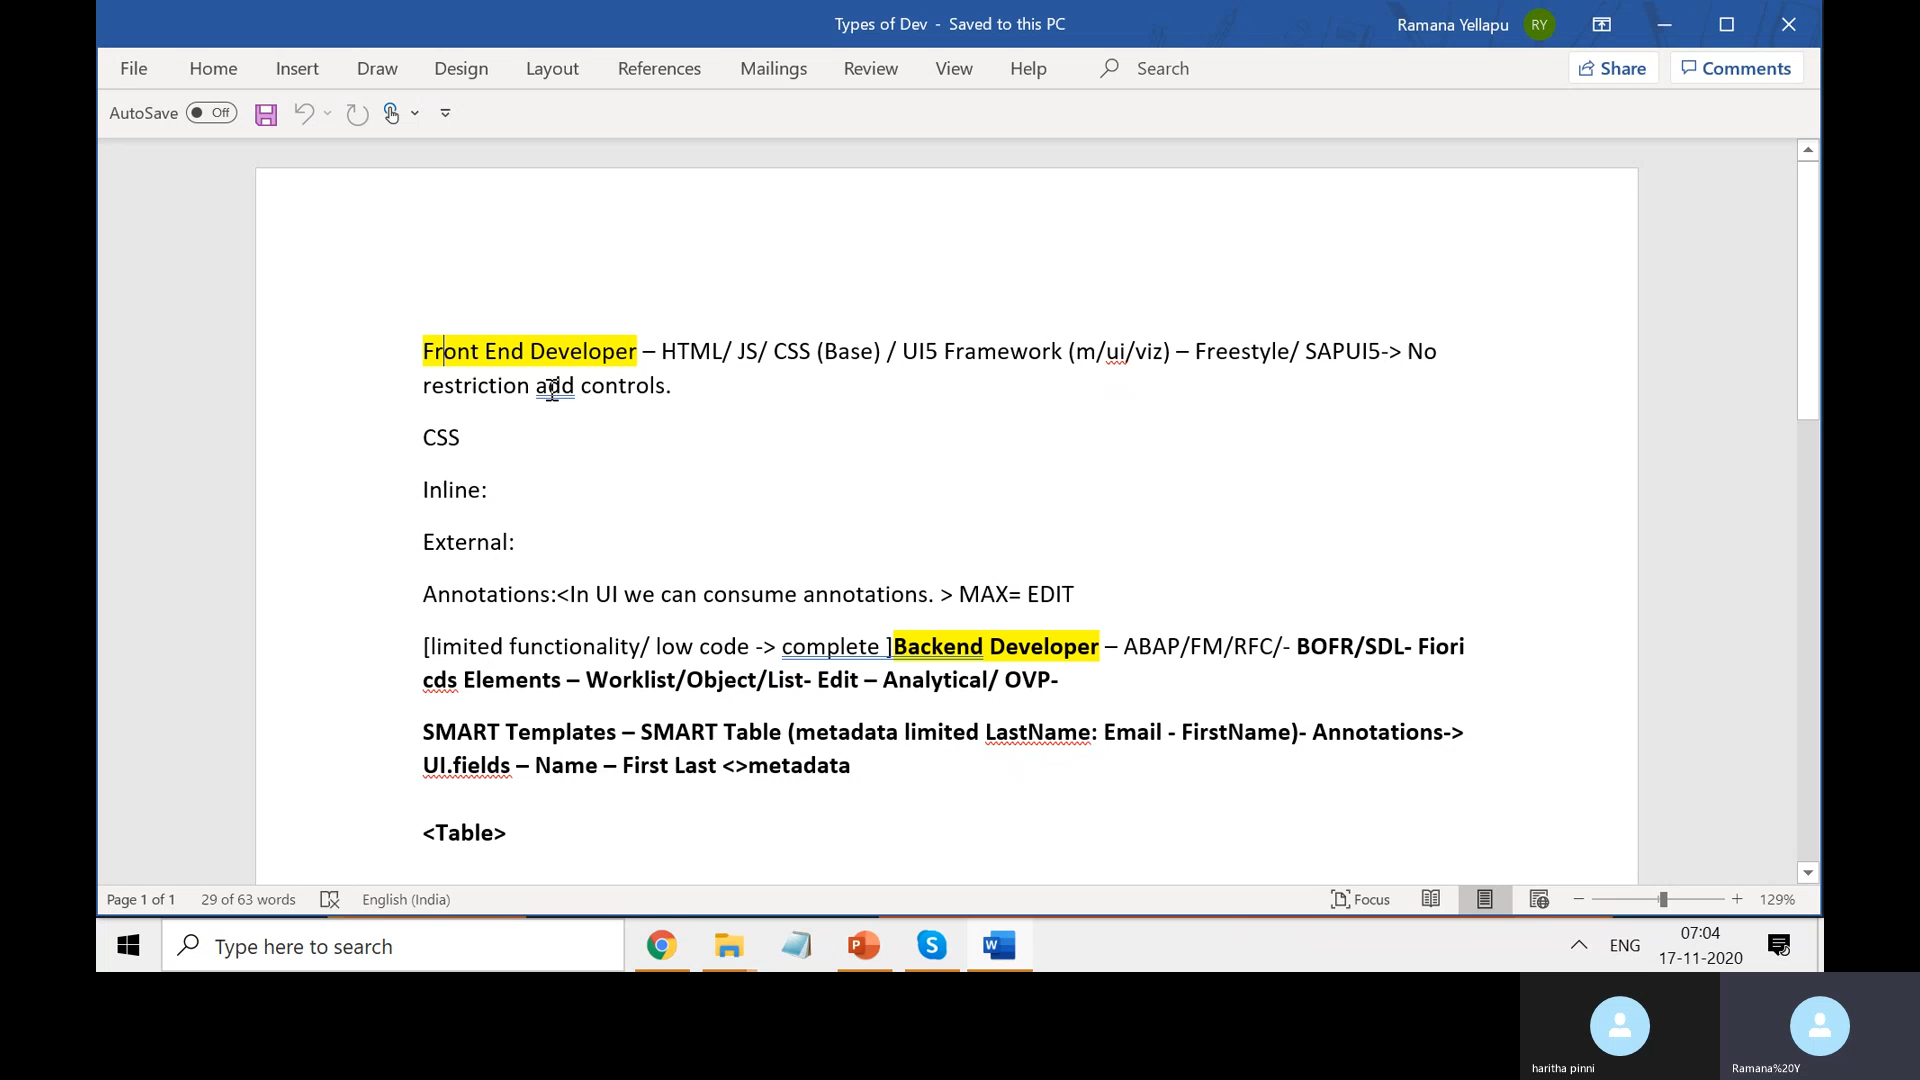 Types of Dev - Saved to this PC
Ramana Yellapu RY
File Home Insert Draw Design Layout References Mailings Review View Help Search Share Comments
AutoSave Off
Front End Developer – HTML/ JS/ CSS (Base) / UI5 Framework (m/ui/viz) – Freestyle/ SAPUI5-> No
restriction add controls.
CSS
Inline:
External:
Annotations:<In UI we can consume annotations. > MAX= EDIT
[limited functionality/ low code -> complete ]Backend Developer – ABAP/FM/RFC/- BOFR/SDL- Fiori
cds Elements – Worklist/Object/List- Edit – Analytical/ OVP-
SMART Templates – SMART Table (metadata limited LastName: Email - FirstName)- Annotations->
UI.fields – Name – First Last <>metadata
<Table>
Page 1 of 1 29 of 63 words English (India) Focus 129%
Type here to search ENG 07:04
17-11-2020
haritha pinni Ramana%20Y